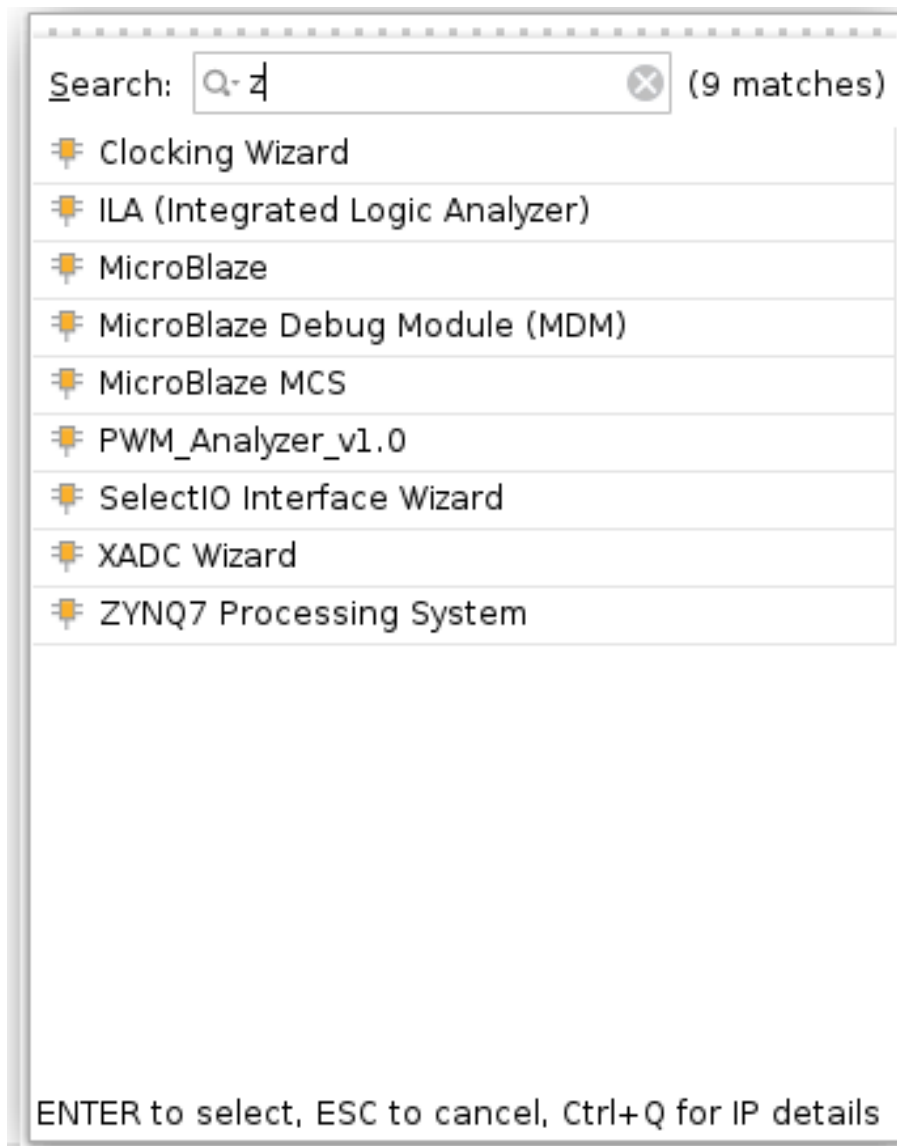 Search: z (9 matches)
Clocking Wizard
ILA (Integrated Logic Analyzer)
MicroBlaze
MicroBlaze Debug Module (MDM)
MicroBlaze MCS
PWM_Analyzer_v1.0
SelectIO Interface Wizard
XADC Wizard
ZYNQ7 Processing System
ENTER to select, ESC to cancel, Ctrl+Q for IP details